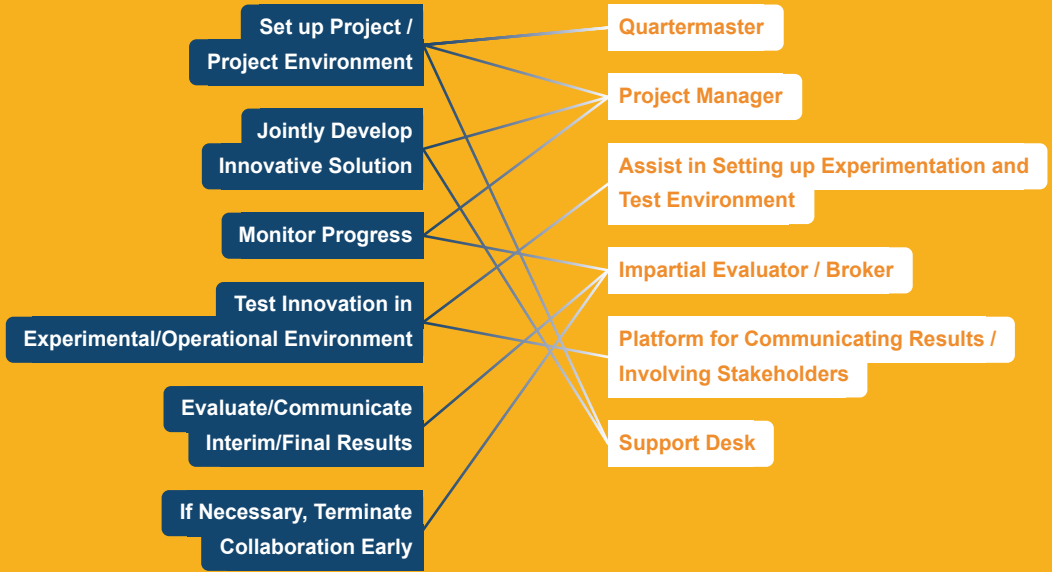 Set up Project /
Project Environment
Jointly Develop
Innovative Solution
Monitor Progress
Test Innovation in
Experimental/Operational Environment
Evaluate/Communicate
Interim/Final Results
If Necessary, Terminate
Collaboration Early
Quartermaster
Project Manager
Assist in Setting up Experimentation and
Test Environment
Impartial Evaluator / Broker
Platform for Communicating Results /
Involving Stakeholders
Support Desk